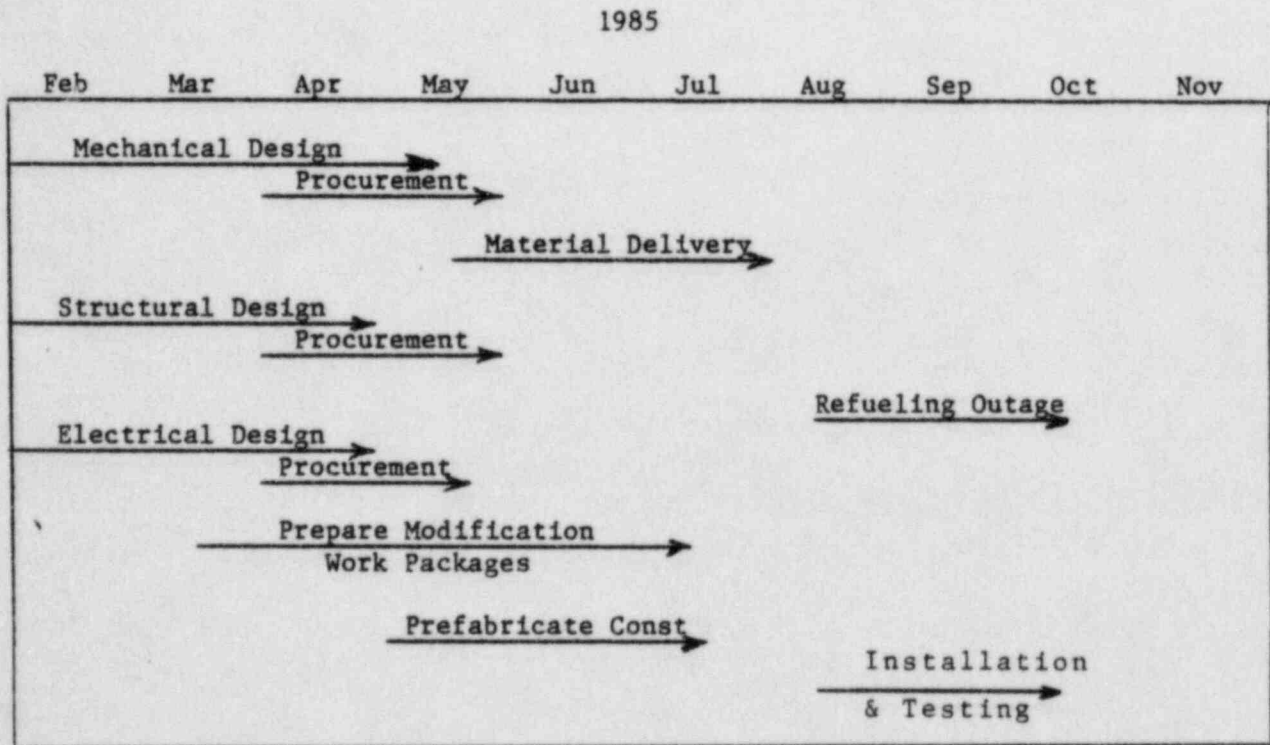 1985
Feb Mar Apr May Jun Jul Aug Sep Oct Nov
Mechanical Design
Procurement
Material Delivery
Structural Design
Procurement
Refueling Outage
Electrical Design
Procurement
Prepare Modification
Work Packages
Prefabricate Const
Installation
& Testing